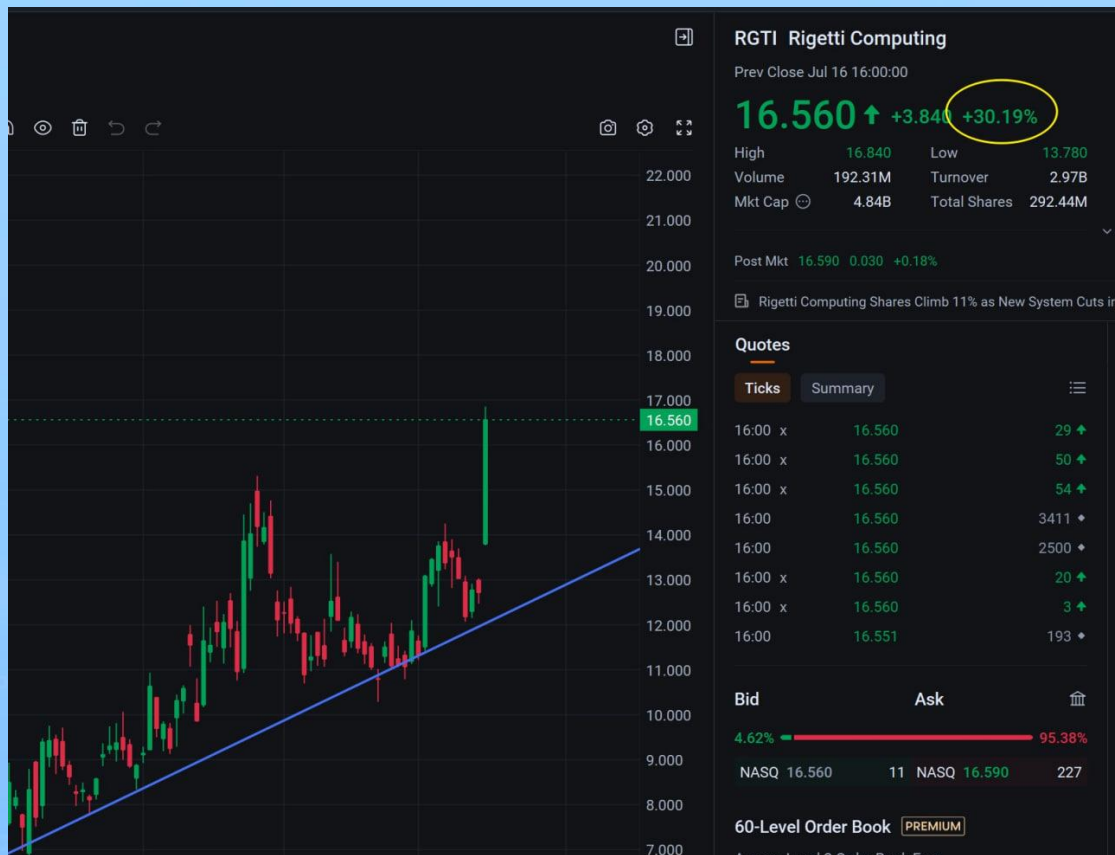 RGTI Rigetti Computing
Prev Close Jul 16 16:00:00
16.560 +3.840 +30.19%
High 16.840 Low 13.780
Volume 192.31M Turnover 2.97B
Mkt Cap 4.84B Total Shares 292.44M
Post Mkt 16.590 0.030 +0.18%
Rigetti Computing Shares Climb 11% as New System Cuts
Quotes
Ticks Summary
16:00 x 16.560 29
16:00 x 16.560 50
16:00 x 16.560 54
16:00 16.560 3411
16:00 16.560 2500
16:00 x 16.560 20
16:00 x 16.560 3
16:00 16.551 193
Bid Ask
4.62% 95.38%
NASQ 16.560 11 NASQ 16.590 227
60-Level Order Book PREMIUM
22.000
21.000
20.000
19.000
18.000
17.000
16.560
16.000
15.000
14.000
13.000
12.000
11.000
10.000
9.000
8.000
7.000